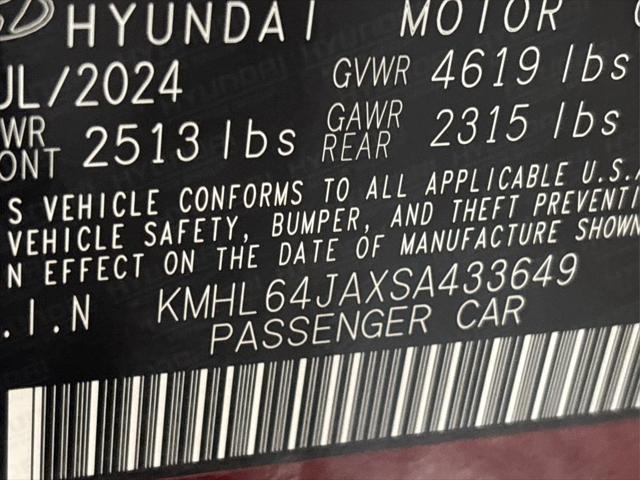 HYUNDAI MOTOR
JL/2024 GVWR 4619 lbs
WR
ONT 2513 lbs GAWR
REAR 2315 lbs
S VEHICLE CONFORMS TO ALL APPLICABLE U.S.
VEHICLE SAFETY, BUMPER, AND THEFT PREVENTI
N EFFECT ON THE DATE OF MANUFACTURE SHOWN
.I.N KMHL64JAXSA433649
PASSENGER CAR